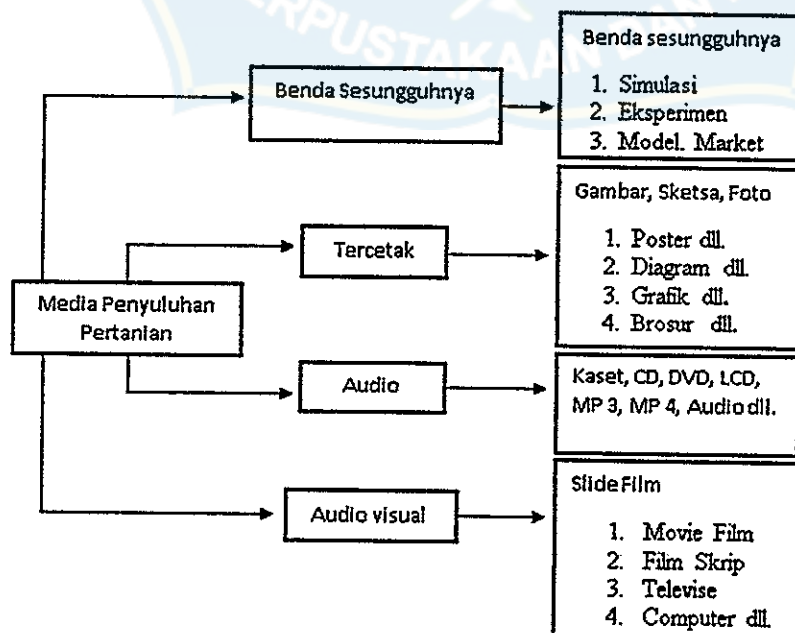 PERPUSTAKAAN DAN
Benda Sesungguhnya
Benda sesungguhnya
1. Simulasi
2. Eksperimen
3. Model. Market
Media Penyuluhan
Pertanian
Tercetak
Gambar, Sketsa, Foto
1. Poster dll.
2. Diagram dll.
3. Grafik dll.
4. Brosur dll.
Audio
Kaset, CD, DVD, LCD,
MP 3, MP 4, Audio dll.
Audio visual
Slide Film
1. Movie Film
2. Film Skrip
3. Televise
4. Computer dll.